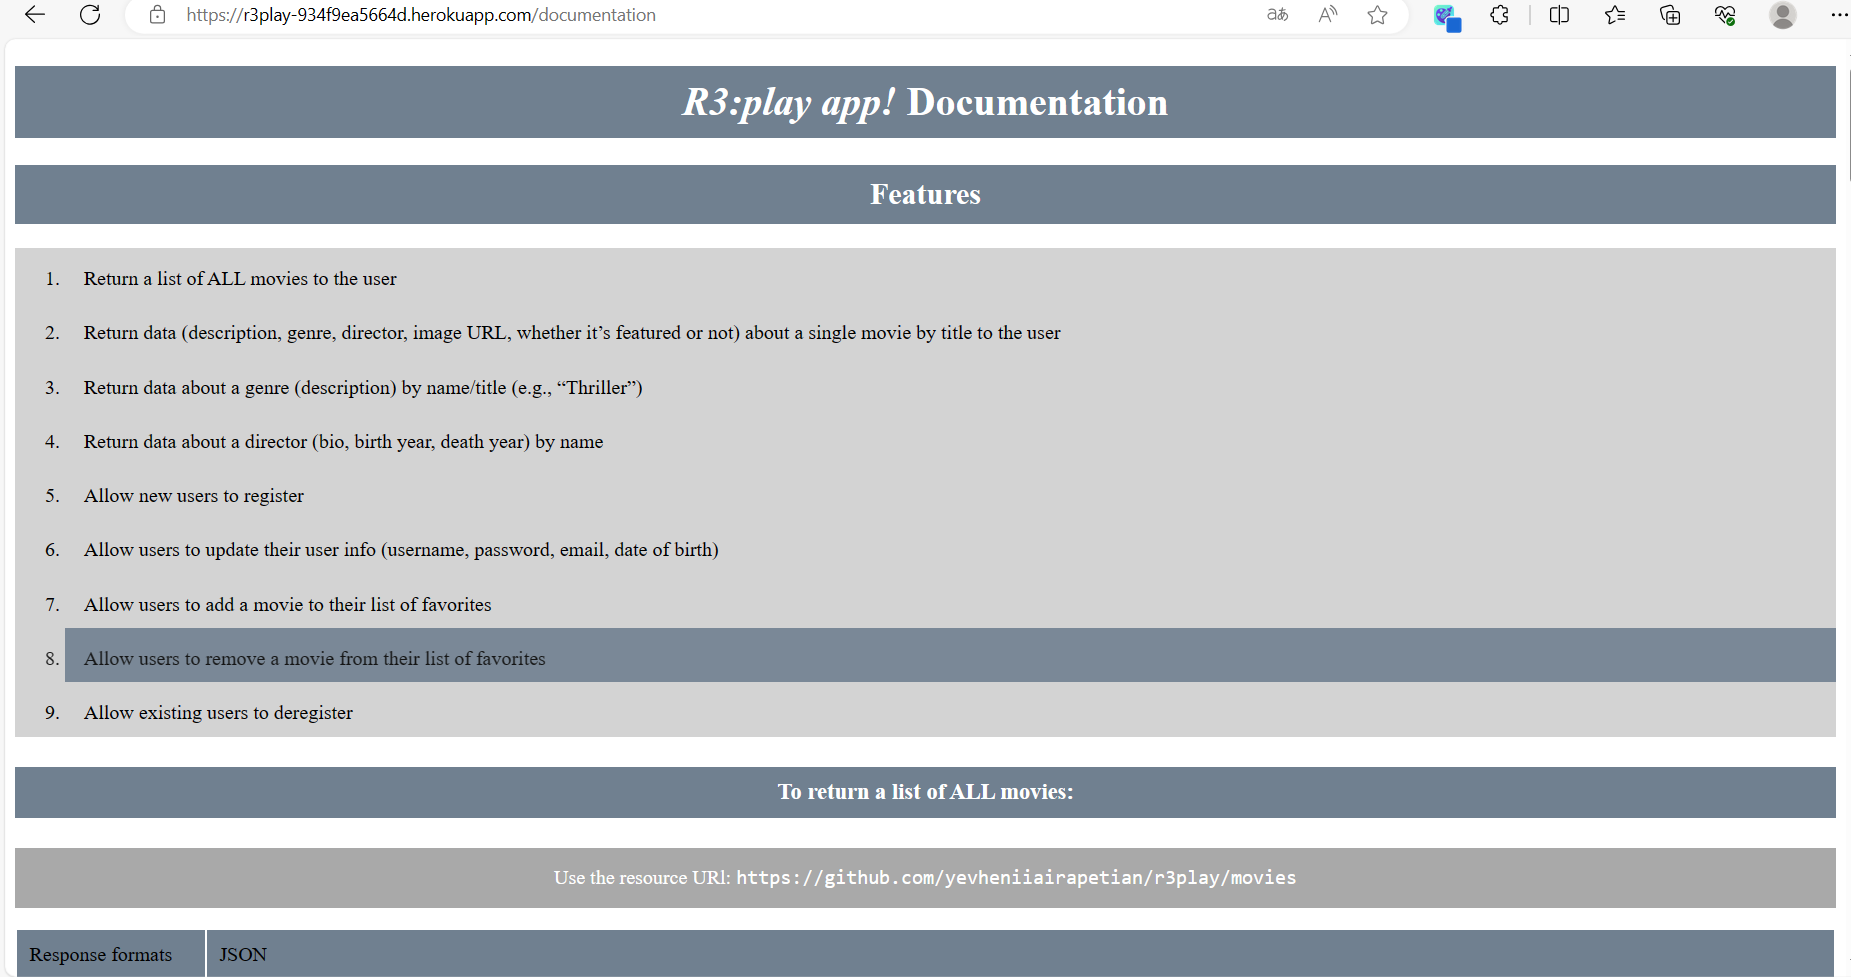 https://r3play-934f9ea5664d.herokuapp.com/documentation
R3:play app! Documentation
Features
1. Return a list of ALL movies to the user
2. Return data (description, genre, director, image URL, whether it’s featured or not) about a single movie by title to the user
3. Return data about a genre (description) by name/title (e.g., “Thriller”)
4. Return data about a director (bio, birth year, death year) by name
5. Allow new users to register
6. Allow users to update their user info (username, password, email, date of birth)
7. Allow users to add a movie to their list of favorites
8. Allow users to remove a movie from their list of favorites
9. Allow existing users to deregister
To return a list of ALL movies:
Use the resource URl: https://github.com/yevheniiairapetian/r3play/movies
Response formats JSON